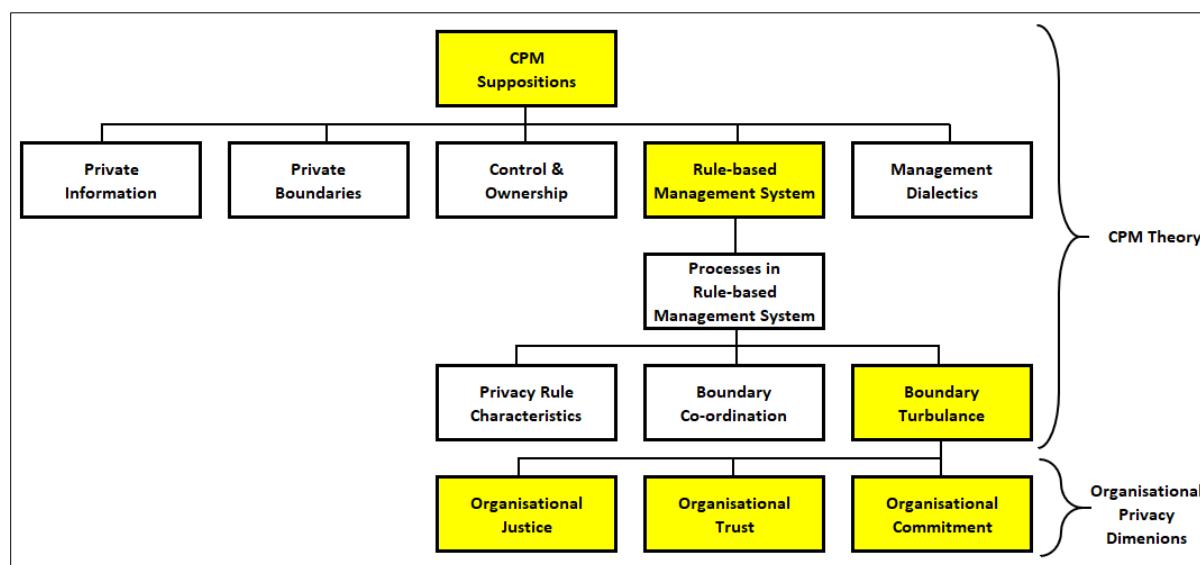 CPM
Suppositions
Private
Information
Private
Boundaries
Control &
Ownership
Rule-based
Management System
Management
Dialectics
CPM Theory
Processes in
Rule-based
Management System
Privacy Rule
Characteristics
Boundary
Co-ordination
Boundary
Turbulance
Organisational
Justice
Organisational
Trust
Organisational
Commitment
Organisational
Privacy
Dimenions